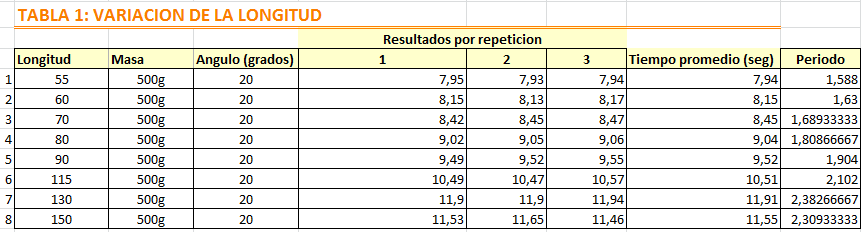 TABLA 1: VARIACION DE LA LONGITUD
Resultados por repeticion
Longitud Masa Angulo (grados) 1 2 3 Tiempo promedio (seg) Periodo
1 55 500g 20 7,95 7,93 7,94 7,94 1,588
2 60 500g 20 8,15 8,13 8,17 8,15 1,63
3 70 500g 20 8,42 8,45 8,47 8,45 1,68933333
4 80 500g 20 9,02 9,05 9,06 9,04 1,80866667
5 90 500g 20 9,49 9,52 9,55 9,52 1,904
6 115 500g 20 10,49 10,47 10,57 10,51 2,102
7 130 500g 20 11,9 11,9 11,94 11,91 2,38266667
8 150 500g 20 11,53 11,65 11,46 11,55 2,30933333